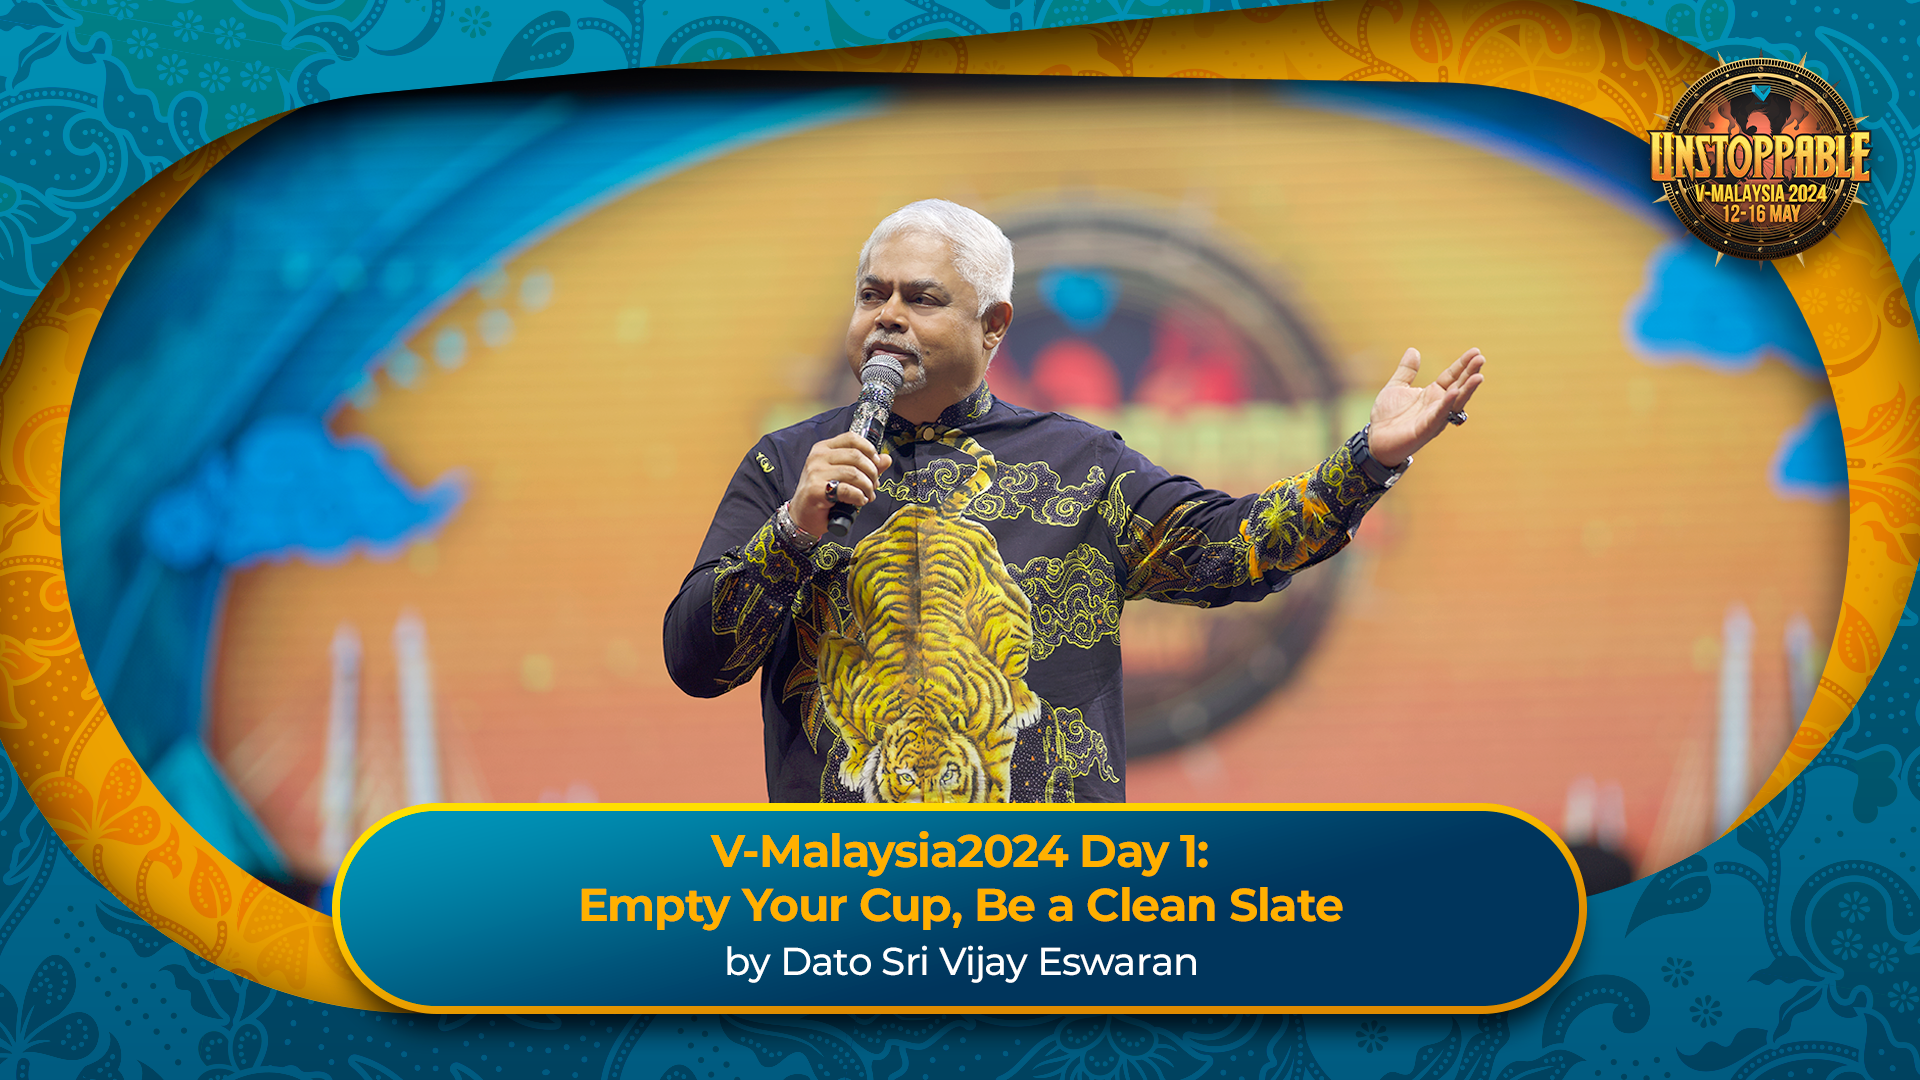 UNSTOPPABLE
V-MALAYSIA 2024
12-16 MAY
V-Malaysia2024 Day 1:
Empty Your Cup, Be a Clean Slate
by Dato Sri Vijay Eswaran